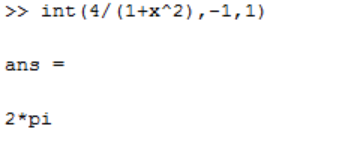 >> int(4/(1+x^2),-1,1)
ans =
2*pi